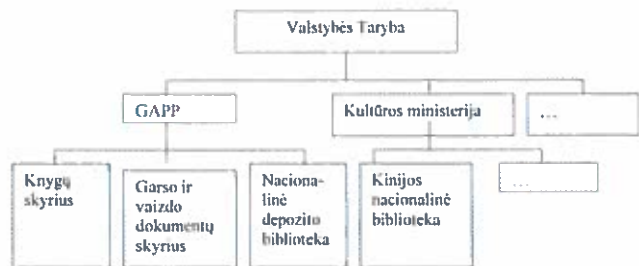 Valstybės Taryba
GAPP
Kultūros ministerija
...
Knygų
skyrius
Garso ir
vaizdo
dokumentų
skyrius
Naciona-
linė
depozito
biblioteka
Kinijos
nacionalinė
biblioteka
...